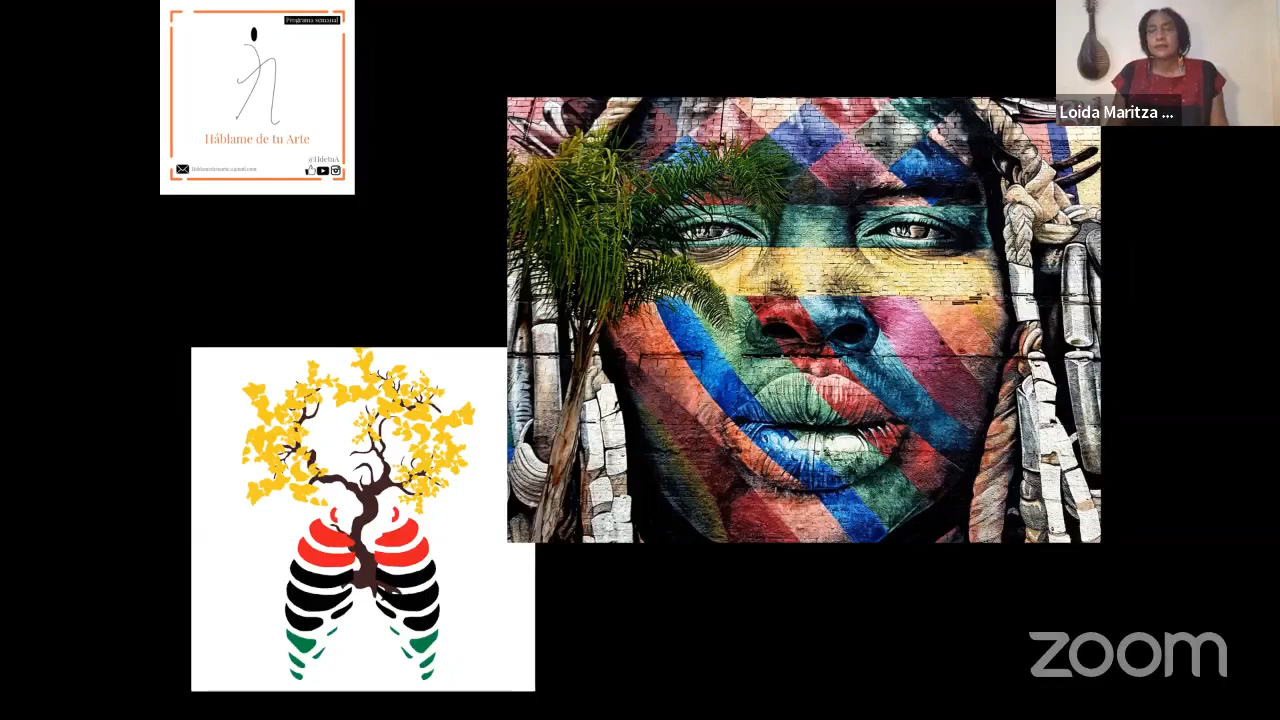 Programa semanal
Háblame de tu Arte
@HdetuA
Loida Maritza ...
zoom